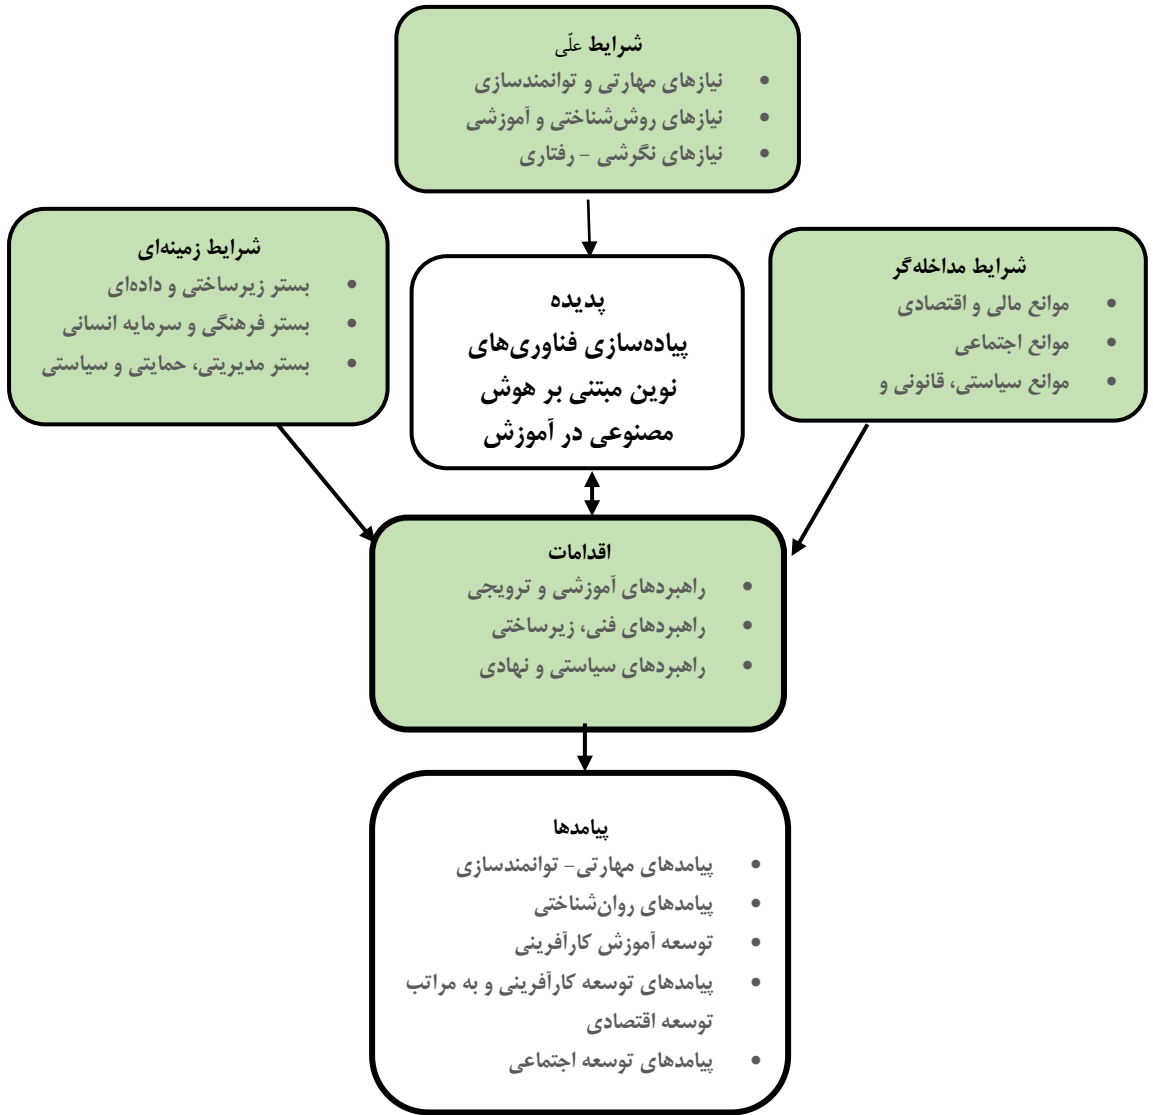 شرایط علّی
• نیازهای مهارتی و توانمندسازی
• نیازهای روش‌شناختی و آموزشی
• نیازهای نگرشی - رفتاری
شرایط مداخله‌گر
• موانع مالی و اقتصادی
• موانع اجتماعی
• موانع سیاستی، قانونی و
پدیده
پیاده‌سازی فناوری‌های
نوین مبتنی بر هوش
مصنوعی در آموزش
شرایط زمینه‌ای
• بستر زیرساختی و داده‌ای
• بستر فرهنگی و سرمایه انسانی
• بستر مدیریتی، حمایتی و سیاستی
اقدامات
• راهبردهای آموزشی و ترویجی
• راهبردهای فنی، زیرساختی
• راهبردهای سیاستی و نهادی
پیامدها
• پیامدهای مهارتی- توانمندسازی
• پیامدهای روان‌شناختی
• توسعه آموزش کارآفرینی
• پیامدهای توسعه کارآفرینی و به مراتب
توسعه اقتصادی
• پیامدهای توسعه اجتماعی